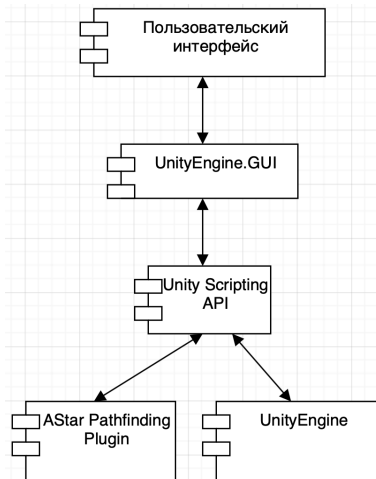 Пользовательский
интерфейс
UnityEngine.GUI
Unity Scripting
API
AStar Pathfinding
Plugin
UnityEngine